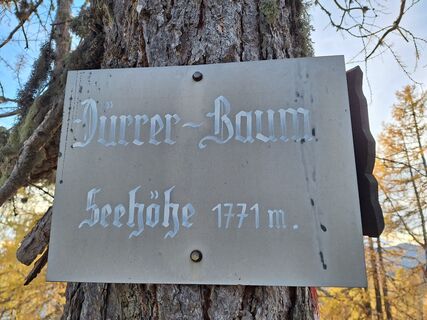 Dürrer-Baum
Seehöhe 1771 m.